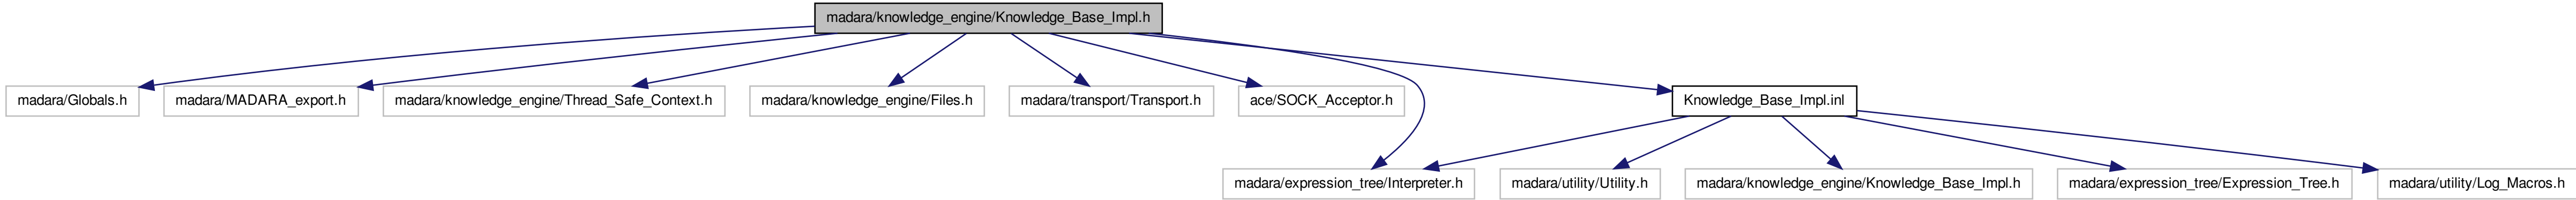 madara/knowledge_engine/Knowledge_Base_Impl.h
madara/Globals.h
madara/MADARA_export.h
madara/knowledge_engine/Thread_Safe_Context.h
madara/knowledge_engine/Files.h
madara/transport/Transport.h
ace/SOCK_Acceptor.h
Knowledge_Base_Impl.inl
madara/expression_tree/Interpreter.h
madara/utility/Utility.h
madara/knowledge_engine/Knowledge_Base_Impl.h
madara/expression_tree/Expression_Tree.h
madara/utility/Log_Macros.h